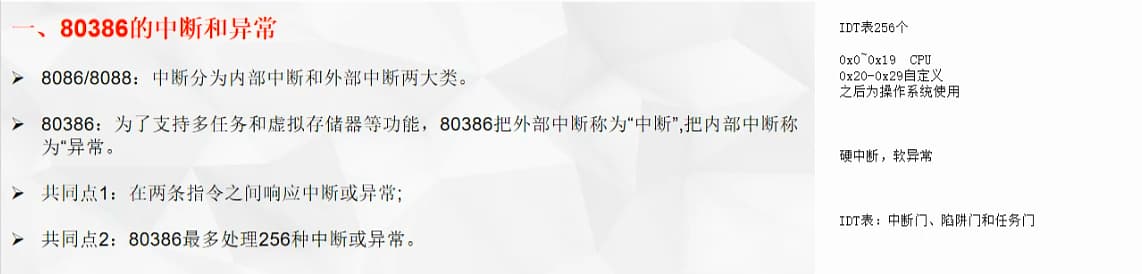 一、80386的中断和异常
8086/8088：中断分为内部中断和外部中断两大类。
80386：为了支持多任务和虚拟存储器等功能，80386把外部中断称为“中断”,把内部中断称
为“异常。
共同点1：在两条指令之间响应中断或异常;
共同点2：80386最多处理256种中断或异常。
IDT表256个
0x0~0x19 CPU
0x20-0x29自定义
之后为操作系统使用
硬中断，软异常
IDT表：中断门、陷阱门和任务门